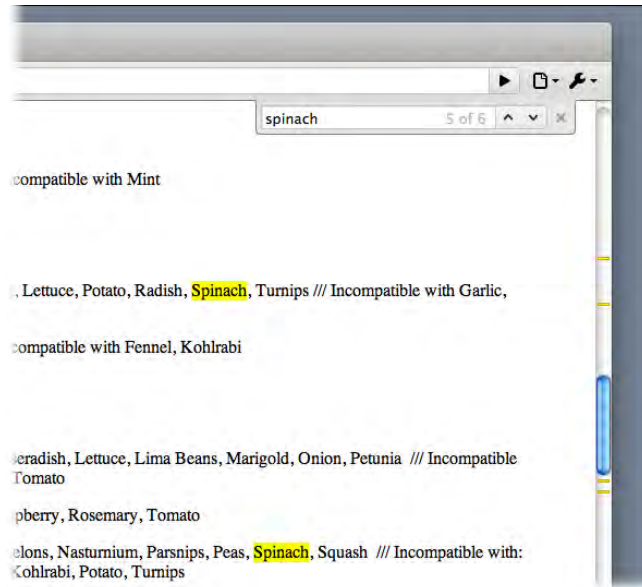 spinach 5 of 6
compatible with Mint
, Lettuce, Potato, Radish, Spinach, Turnips /// Incompatible with Garlic,
compatible with Fennel, Kohlrabi
eradish, Lettuce, Lima Beans, Marigold, Onion, Petunia /// Incompatible
Tomato
pberry, Rosemary, Tomato
elons, Nasturnium, Parsnips, Peas, Spinach, Squash /// Incompatible with:
Kohlrabi, Potato, Turnips